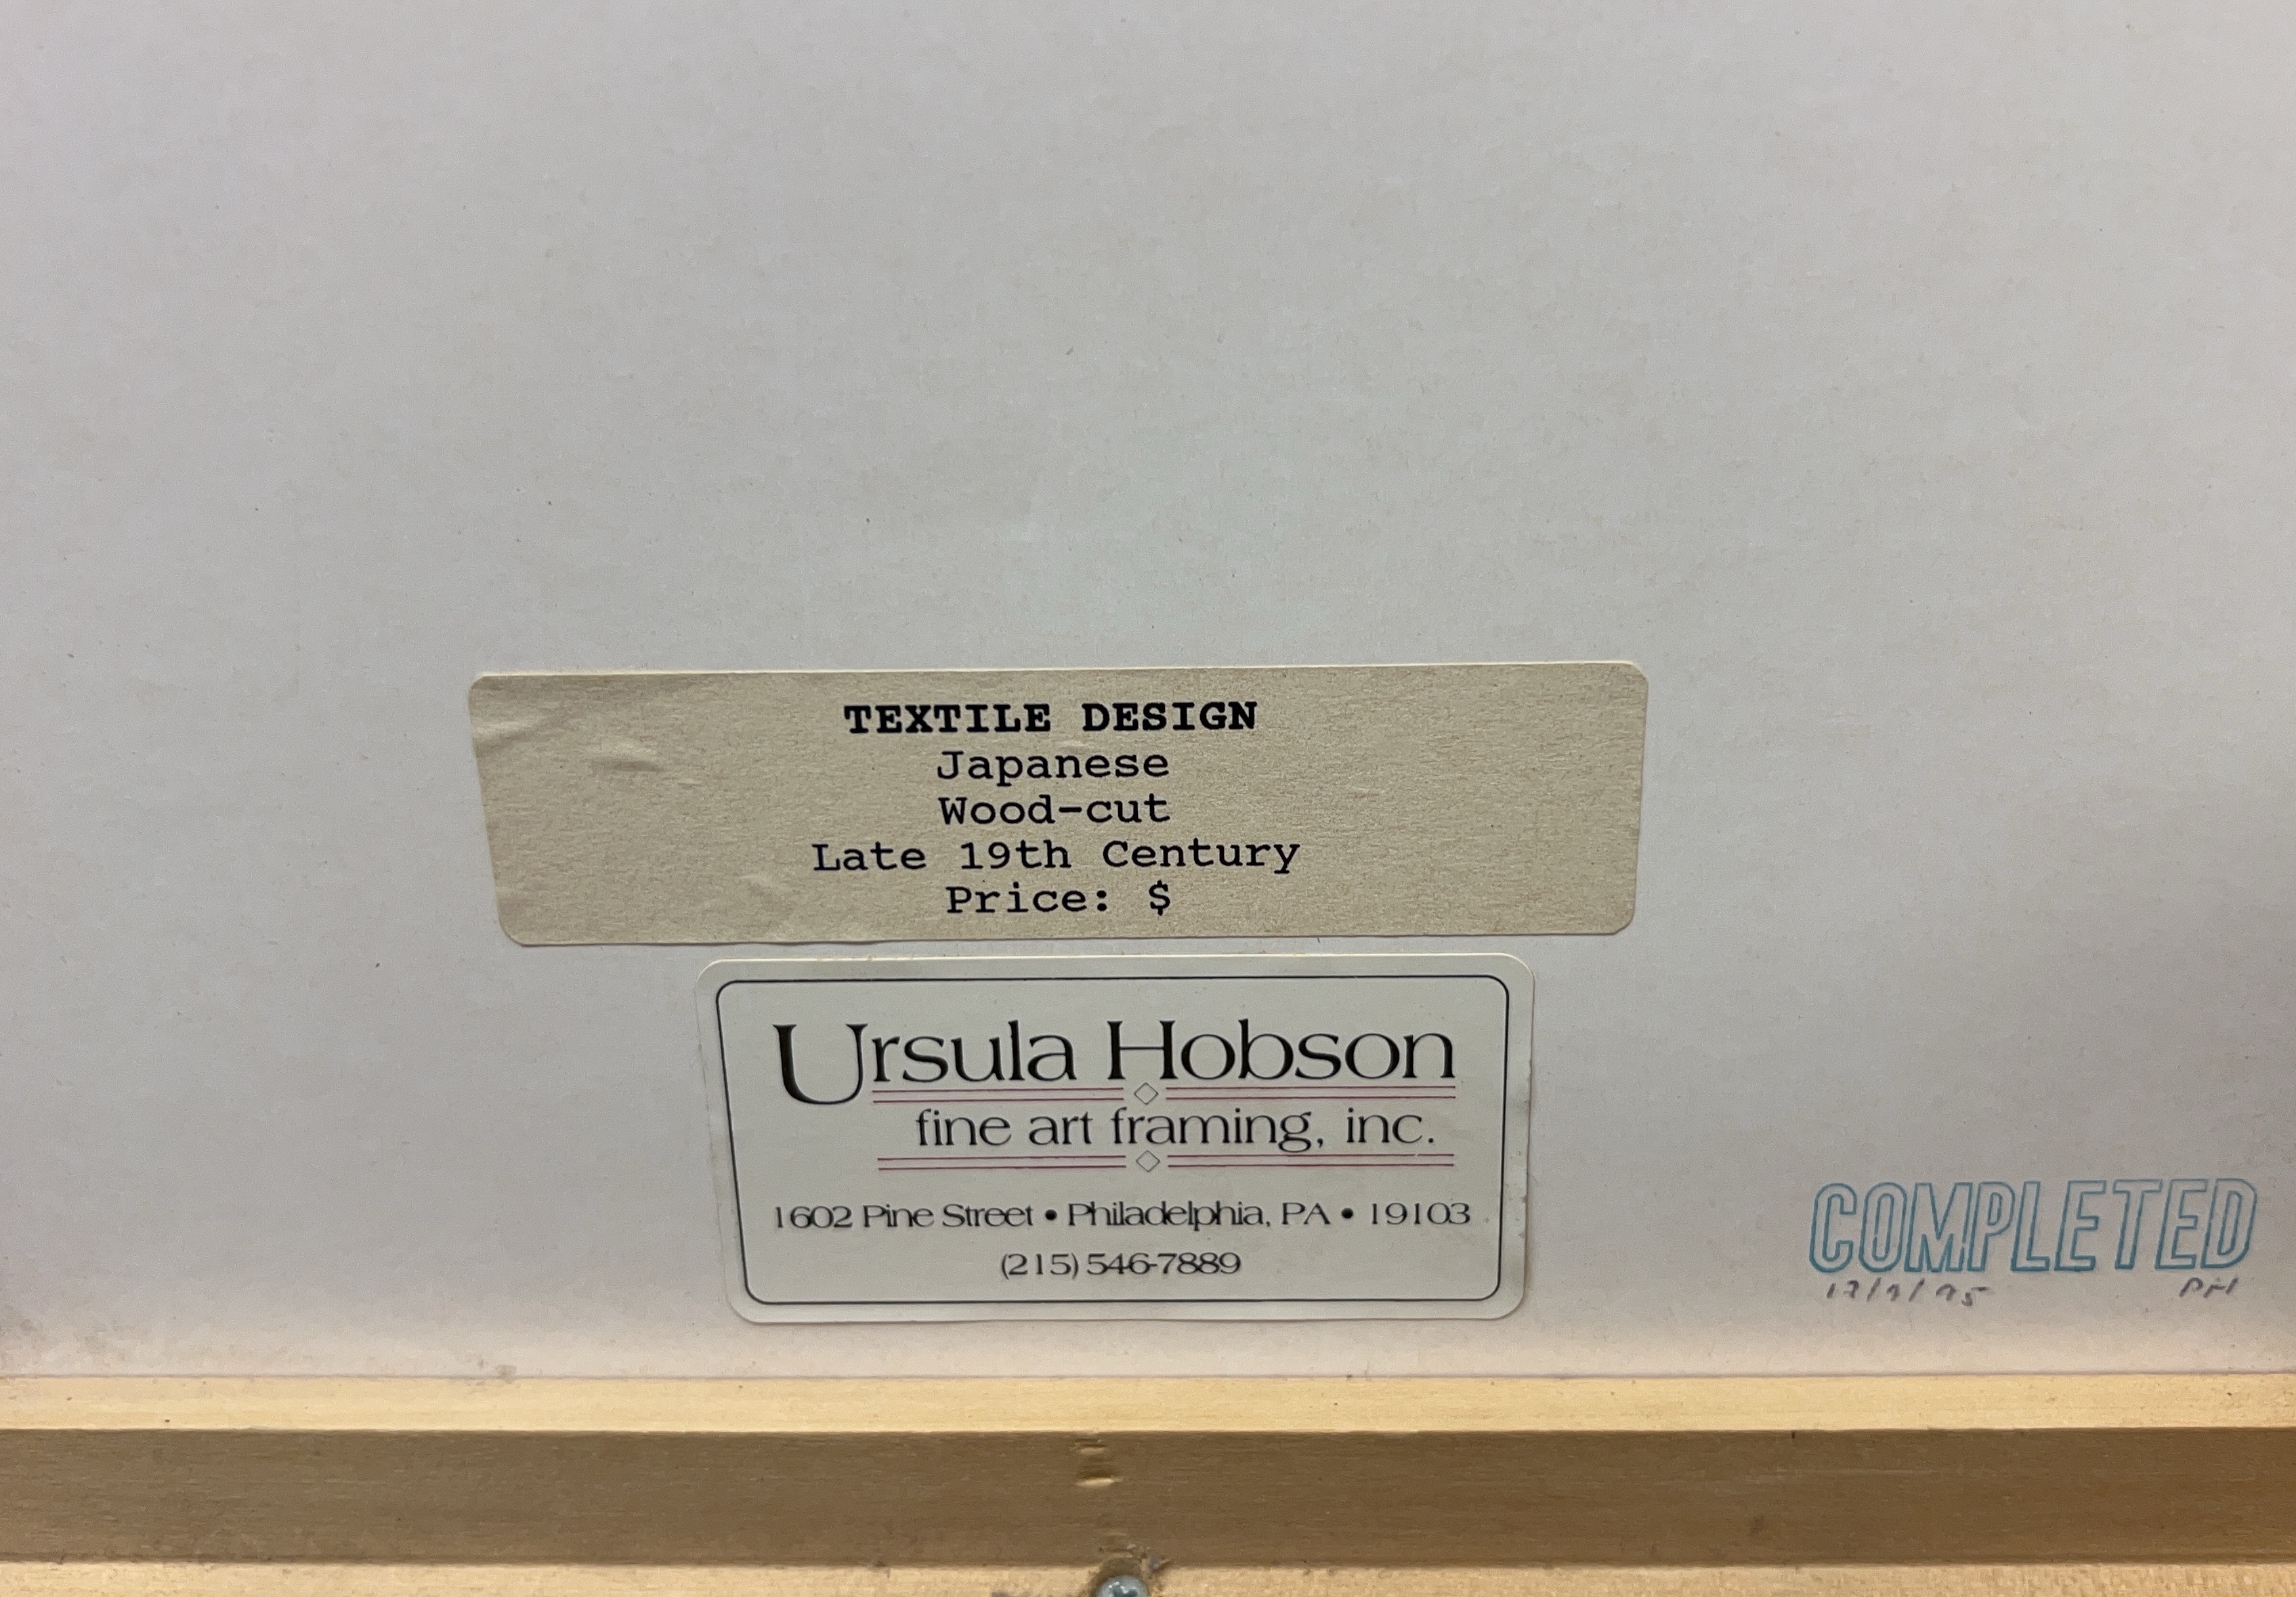 TEXTILE DESIGN
Japanese
Wood-cut
Late 19th Century
Price: $
Ursula Hobson
fine art framing, inc.
1602 Pine Street • Philadelphia, PA • 19103
(215) 546-7889
COMPLETED